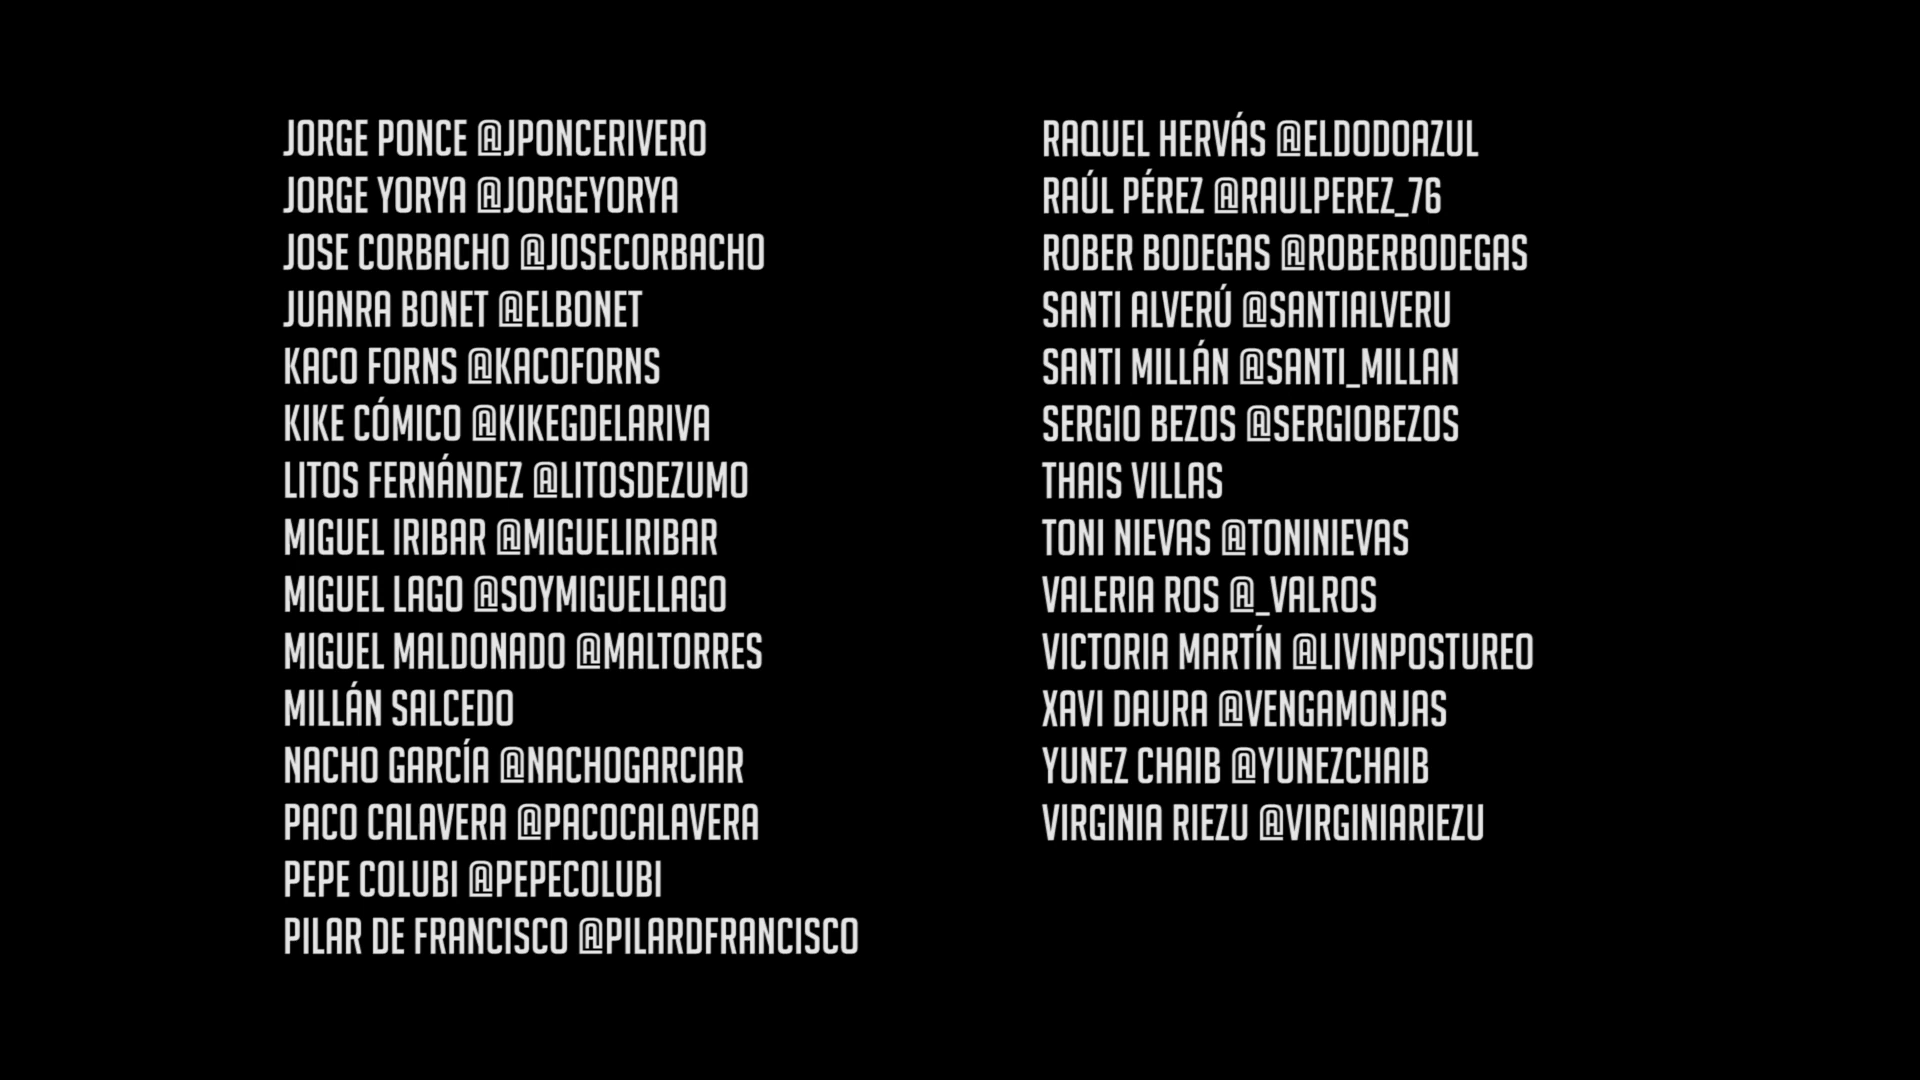 JORGE PONCE @JPONCERIVERO
JORGE YORYA @JORGEYORYA
JOSE CORBACHO @JOSECORBACHO
JUANRA BONET @ELBONET
KACO FORNS @KACOFORNS
KIKE CÓMICO @KIKEGDELARIVA
LITOS FERNÁNDEZ @LITOSDEZUMO
MIGUEL IRIBAR @MIGUELIRIBAR
MIGUEL LAGO @SOYMIGUELLAGO
MIGUEL MALDONADO @MALTORRES
MILLÁN SALCEDO
NACHO GARCÍA @NACHOGARCIAR
PACO CALAVERA @PACOCALAVERA
PEPE COLUBI @PEPECOLUBI
PILAR DE FRANCISCO @PILARDFRANCISCO
RAQUEL HERVÁS @ELDODOAZUL
RAÚL PÉREZ @RAULPEREZ_76
ROBER BODEGAS @ROBERBODEGAS
SANTI ALVERÚ @SANTIALVERU
SANTI MILLÁN @SANTI_MILLAN
SERGIO BEZOS @SERGIOBEZOS
THAIS VILLAS
TONI NIEVAS @TONINIEVAS
VALERIA ROS @_VALROS
VICTORIA MARTÍN @LIVINPOSTUREO
XAVI DAURA @VENGAMONJAS
YUNEZ CHAIB @YUNEZCHAIB
VIRGINIA RIEZU @VIRGINIARIEZU